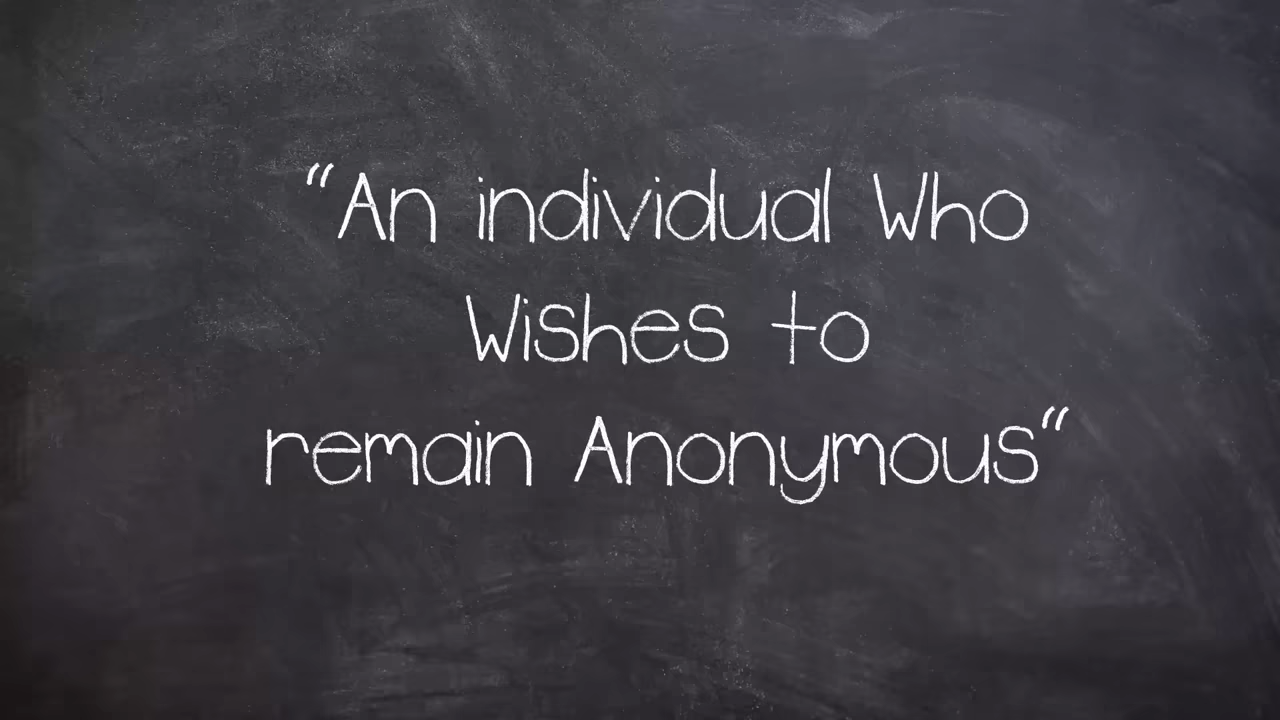 “An individual Who
Wishes to
remain Anonymous“